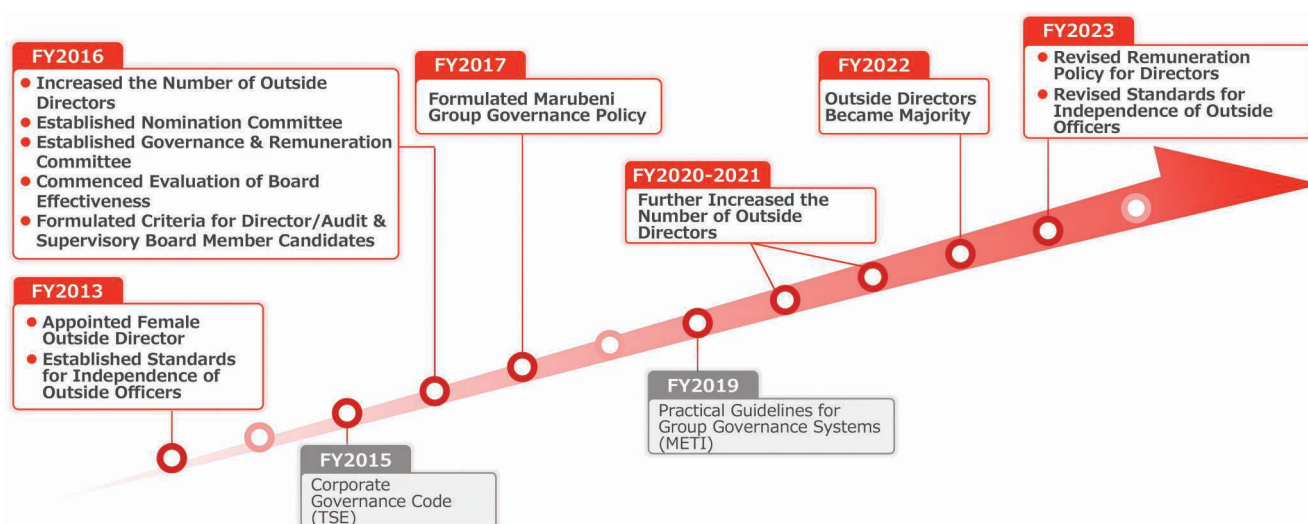 FY2013
● Appointed Female
Outside Director
● Established Standards
for Independence of
Outside Officers
FY2015
Corporate
Governance Code
(TSE)
FY2016
● Increased the Number of Outside
Directors
● Established Nomination Committee
● Established Governance & Remuneration
Committee
● Commenced Evaluation of Board
Effectiveness
● Formulated Criteria for Director/Audit &
Supervisory Board Member Candidates
FY2017
Formulated Marubeni
Group Governance Policy
FY2019
Practical Guidelines for
Group Governance Systems
(METI)
FY2020-2021
Further Increased the
Number of Outside
Directors
FY2022
Outside Directors
Became Majority
FY2023
● Revised Remuneration
Policy for Directors
● Revised Standards for
Independence of Outside
Officers